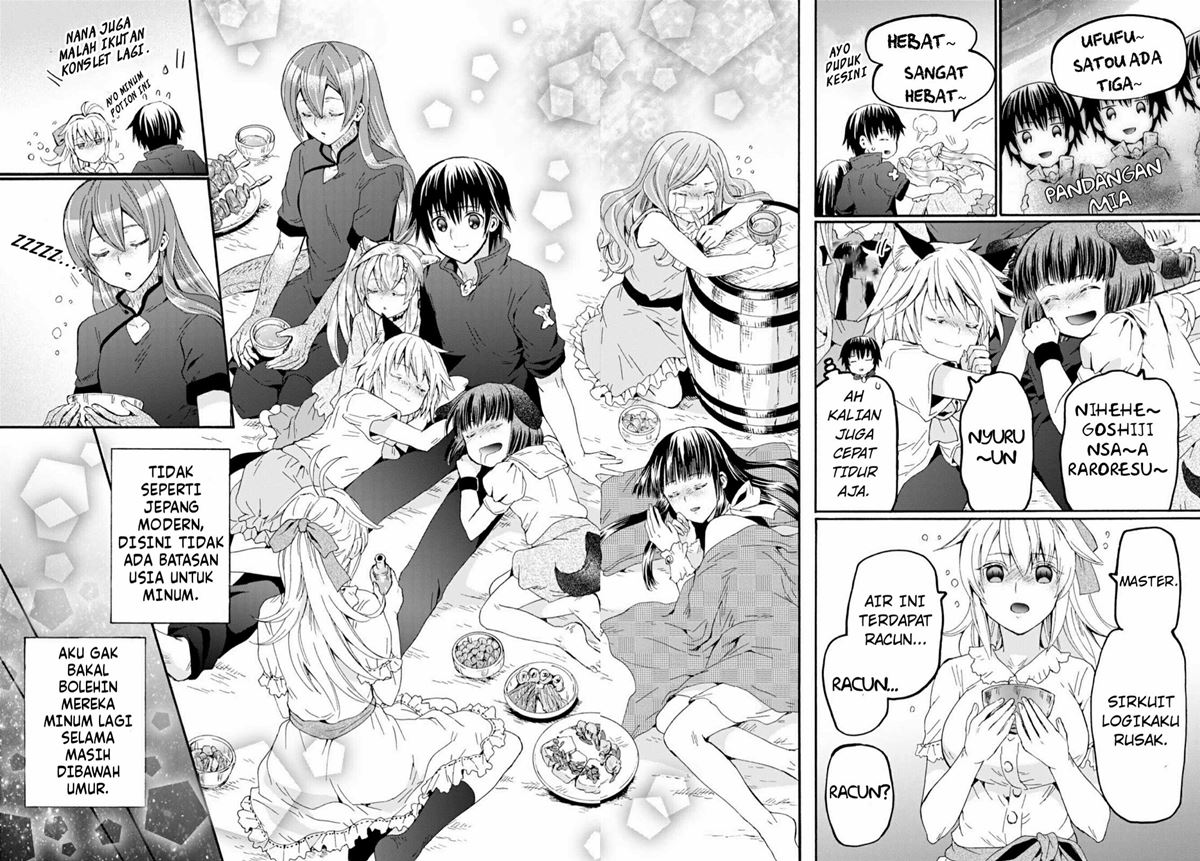 UFUFU~
SATOU ADA
TIGA~
PANDANGAN
MIA
HEBAT~
SANGAT
HEBAT~
AYO
DUDUK
KESINI
NIHEHE~
GOSHIJI
NSA~A
RARORESU~
NYURU
~UN
AH
KALIAN
JUGA
CEPAT
TIDUR
AJA.
MASTER.
SIRKUIT
LOGIKAKU
RUSAK.
AIR INI
TERDAPAT
RACUN...
RACUN...
RACUN?
NANA JUGA
MALAH IKUTAN
KONSLET LAGI.
AYO MINUM
POTION INI
ZZZZZ....
TIDAK
SEPERTI
JEPANG
MODERN,
DISINI TIDAK
ADA BATASAN
USIA UNTUK
MINUM.
AKU GAK
BAKAL
BOLEHIN
MEREKA
MINUM LAGI
SELAMA
MASIH
DIBAWAH
UMUR.